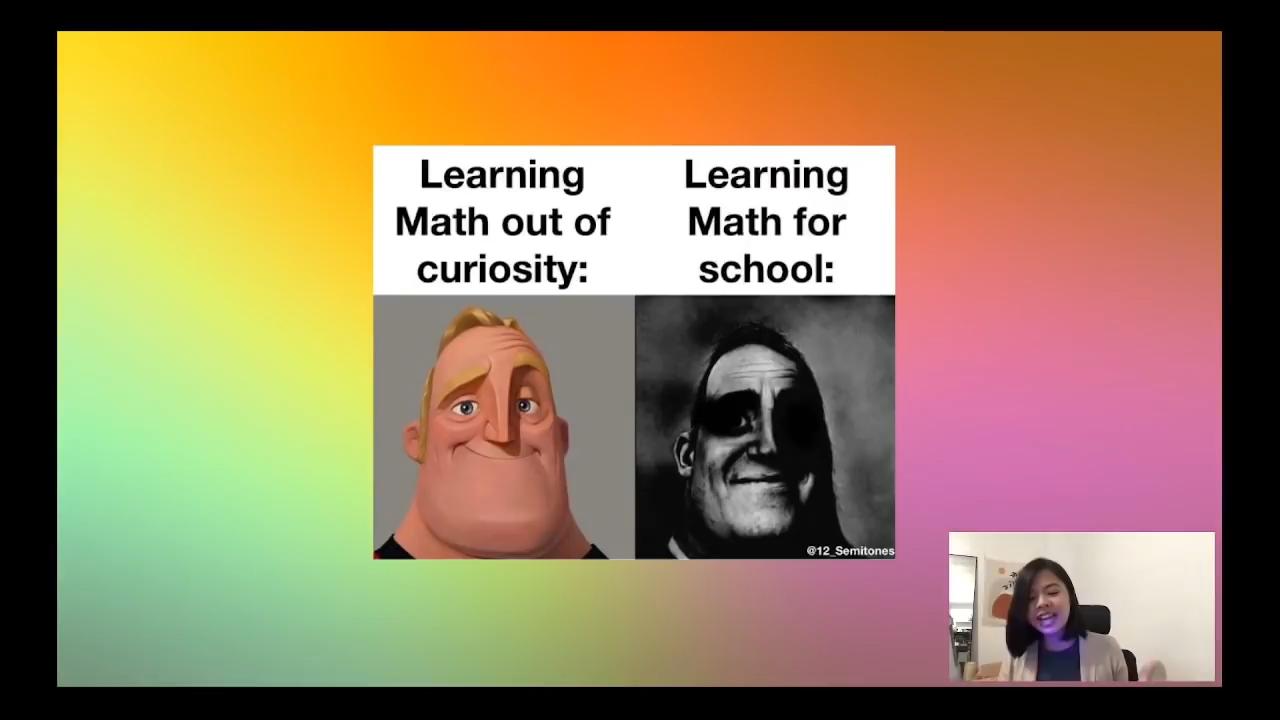 Learning
Math out of
curiosity:
Learning
Math for
school:
@12_Semitones